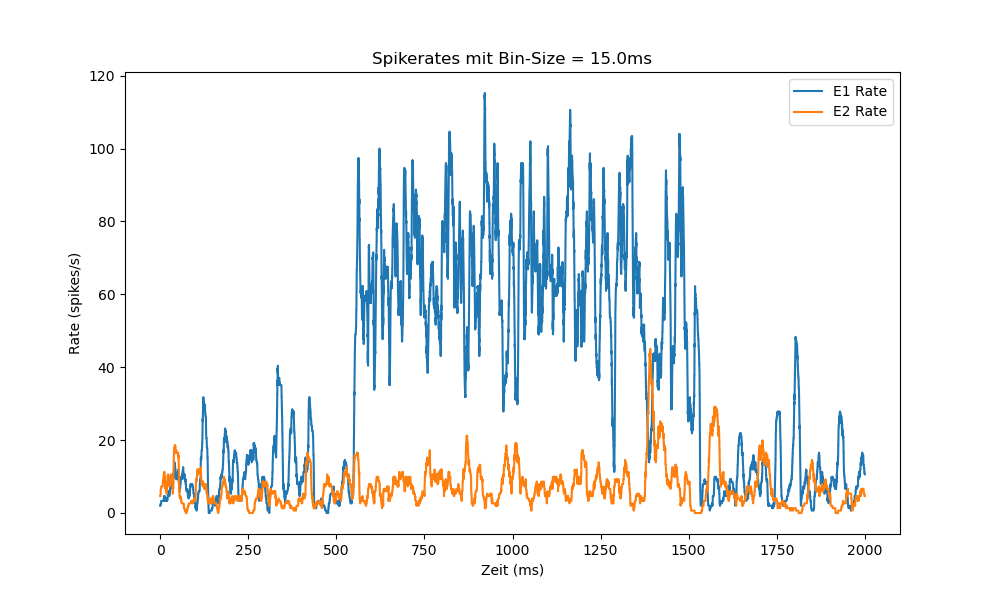 Spikerates mit Bin-Size = 15.0ms
E1 Rate
E2 Rate
120
100
80
60
40
20
0
Rate (spikes/s)
0 250 500 750 1000 1250 1500 1750 2000
Zeit (ms)